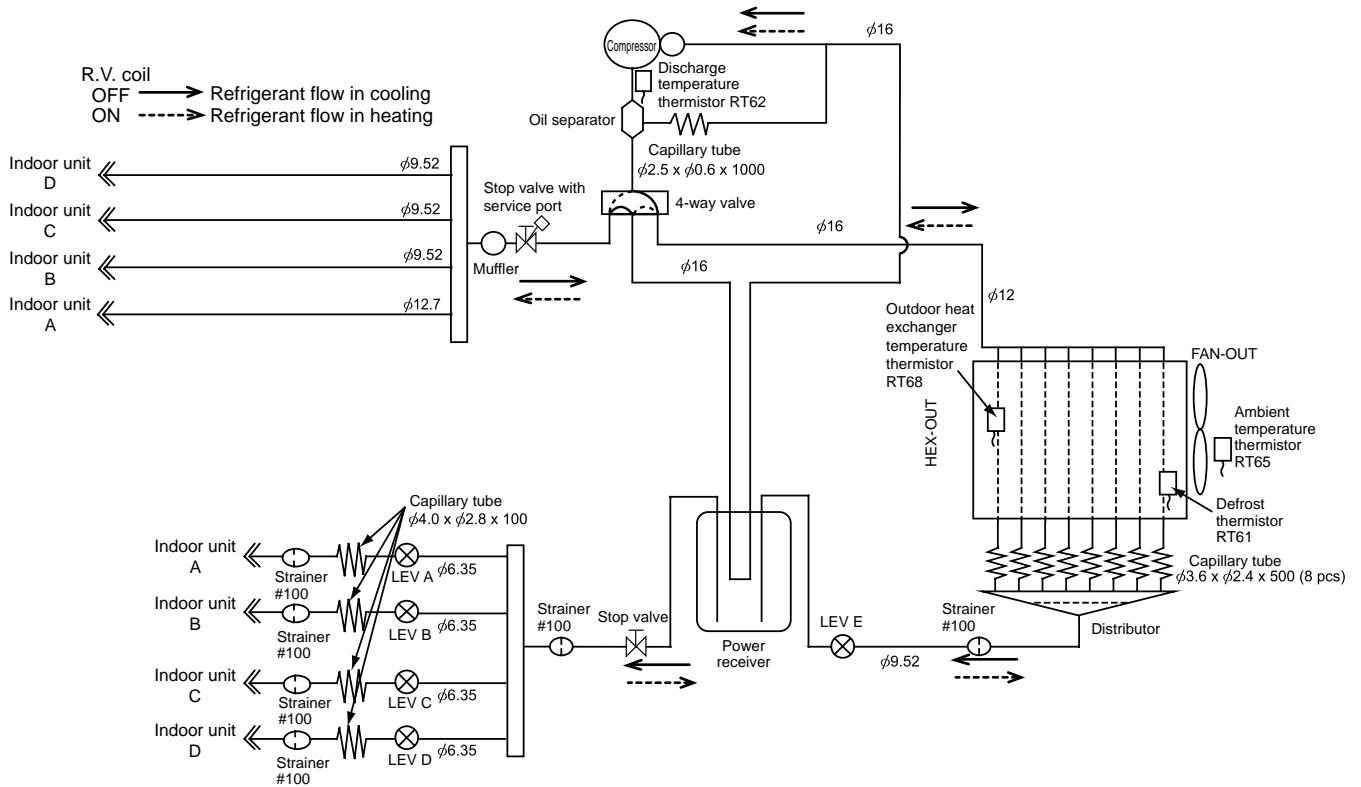 Compressor
ϕ16
Discharge
temperature
thermistor RT62
R.V. coil
OFF Refrigerant flow in cooling
ON Refrigerant flow in heating
Oil separator
Capillary tube
ϕ2.5 x ϕ0.6 x 1000
Indoor unit
D
ϕ9.52
Stop valve with
service port
4-way valve
Indoor unit
C
ϕ9.52
ϕ16
Indoor unit
B
ϕ9.52
Muffler
ϕ16
Indoor unit
A
ϕ12.7
ϕ12
Outdoor heat
exchanger
temperature
thermistor
RT68
FAN-OUT
HEX-OUT
Ambient
temperature
thermistor
RT65
Defrost
thermistor
RT61
Capillary tube
ϕ4.0 x ϕ2.8 x 100
Indoor unit
A
Strainer
#100
LEV A
ϕ6.35
Capillary tube
ϕ3.6 x ϕ2.4 x 500 (8 pcs)
Indoor unit
B
Strainer
#100
LEV B
ϕ6.35
Strainer
#100
Stop valve
Power
receiver
LEV E
ϕ9.52
Strainer
#100
Distributor
Indoor unit
C
Strainer
#100
LEV C
ϕ6.35
Indoor unit
D
Strainer
#100
LEV D
ϕ6.35